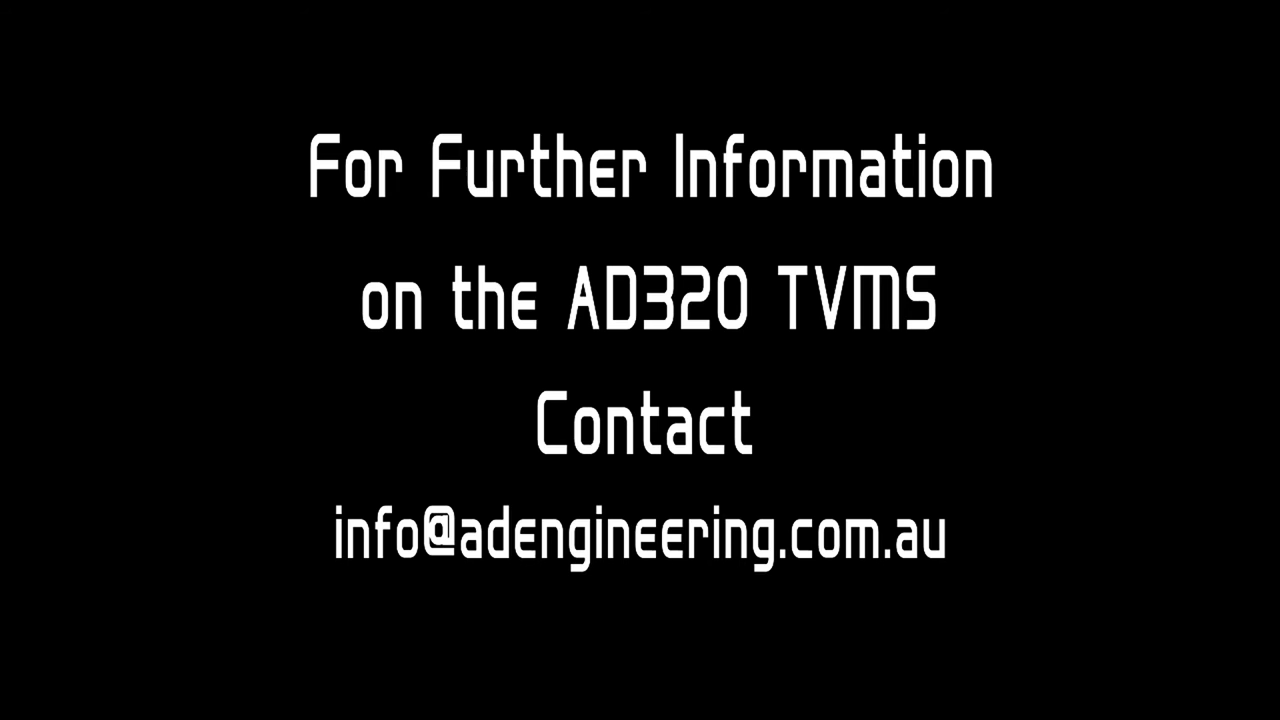 For Further Information
on the AD320 TVMS
Contact
info@adengineering.com.au